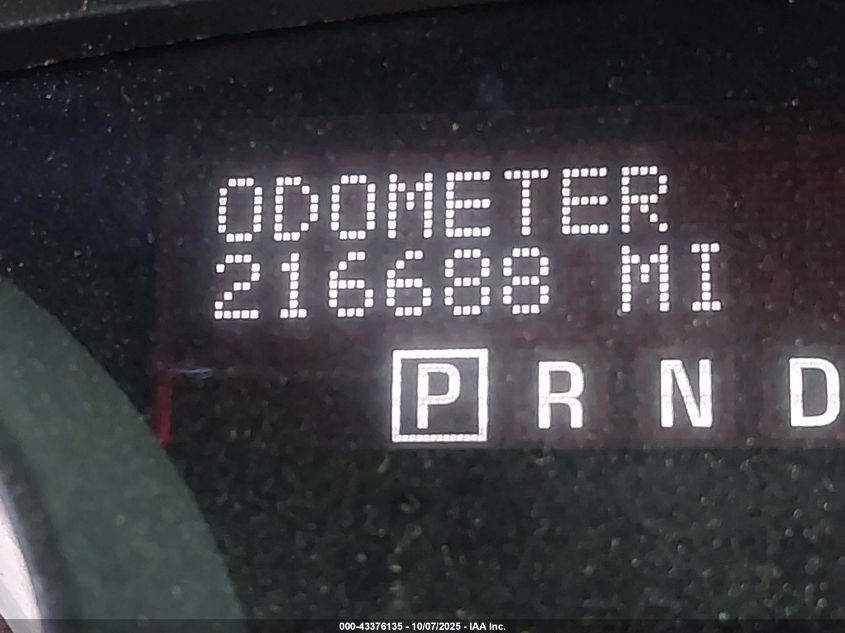 ODOMETER
216688 MI
P R N D
000-43376135 - 10/07/2025 - IAA Inc.